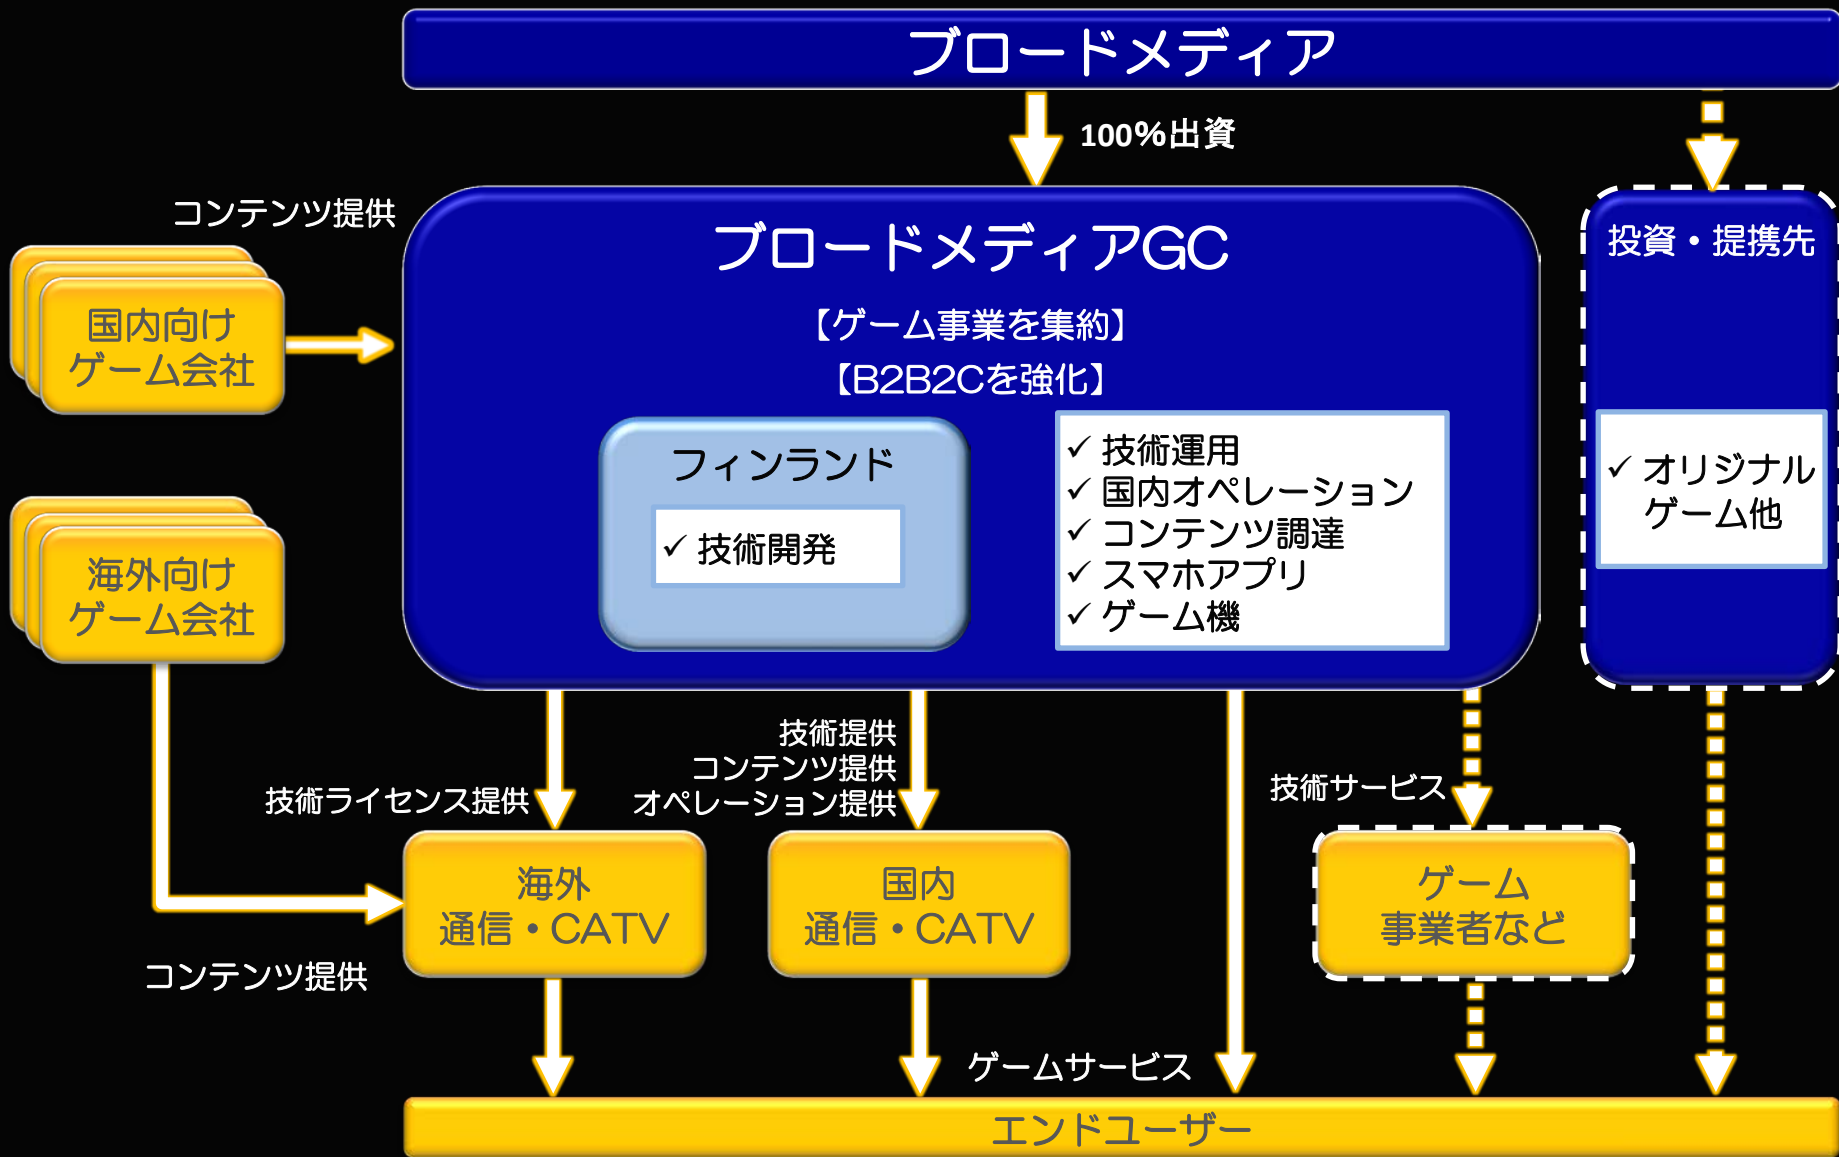 ブロードメディア
100%出資
コンテンツ提供
国内向け
ゲーム会社
ブロードメディアGC
【ゲーム事業を集約】
【B2B2Cを強化】
フィンランド
✓ 技術開発
✓ 技術運用
✓ 国内オペレーション
✓ コンテンツ調達
✓ スマホアプリ
✓ ゲーム機
投資・提携先
✓ オリジナル
ゲーム他
海外向け
ゲーム会社
コンテンツ提供
技術ライセンス提供
技術提供
コンテンツ提供
オペレーション提供
技術サービス
海外
通信・CATV
国内
通信・CATV
ゲーム
事業者など
ゲームサービス
エンドユーザー